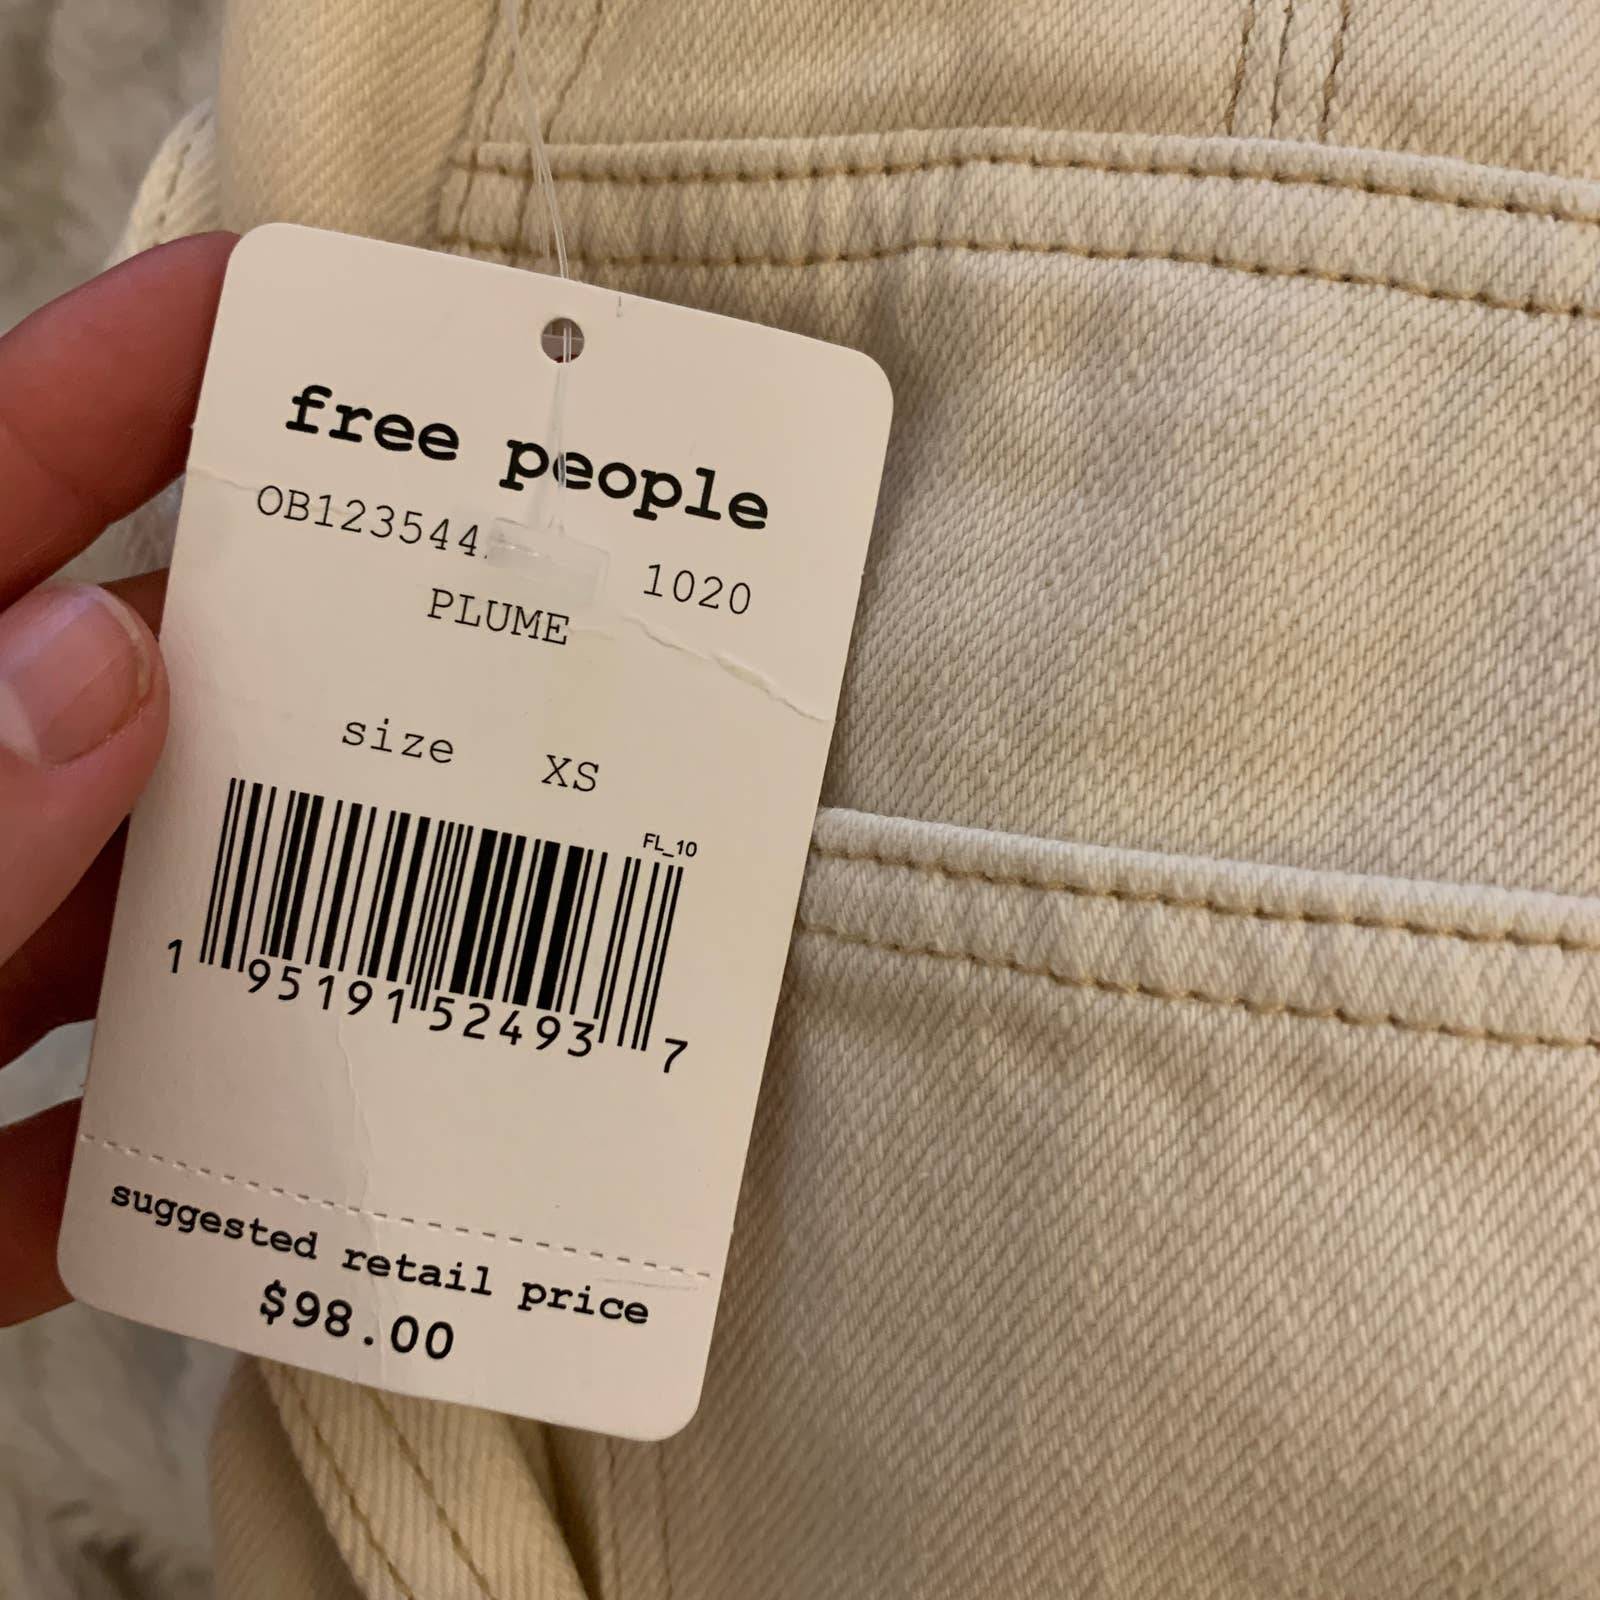 free people
OB123544 1020
PLUME
size XS
FL_10
1 95191 52493 7
suggested retail price
$98.00